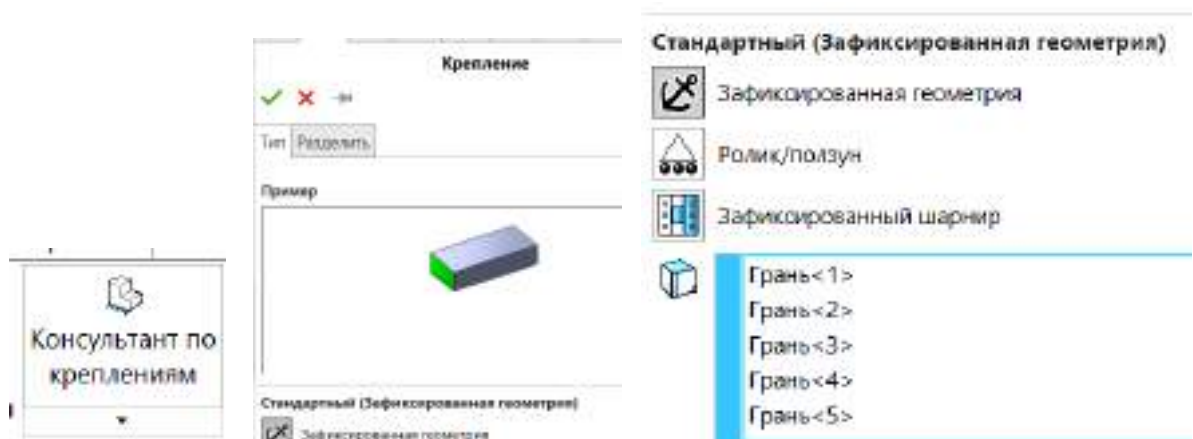 Консультант по
креплениям
Крепление
Тип Разделить
Пример
Стандартный (Зафиксированная геометрия)
Зафиксированная геометрия
Стандартный (Зафиксированная геометрия)
Зафиксированная геометрия
Ролик/ползун
Зафиксированный шарнир
Грань<1>
Грань<2>
Грань<3>
Грань<4>
Грань<5>